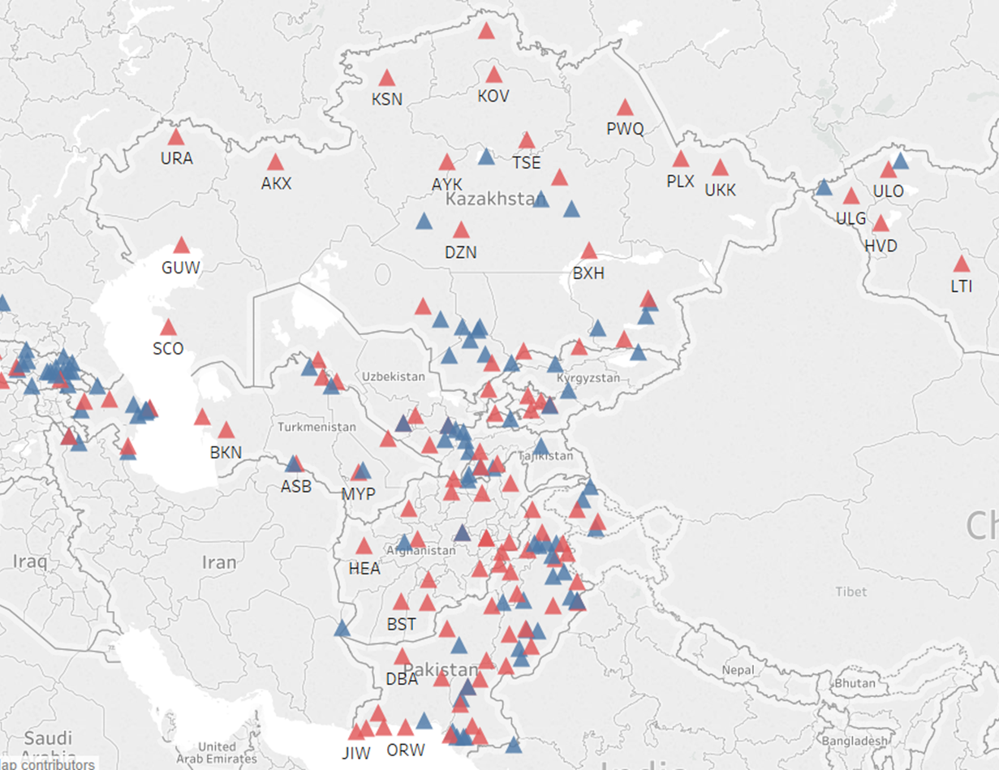 KSN
KOV
PWQ
URA
AKX
AYK
TSE
PLX
UKK
ULO
Kazakhstan
ULG
HVD
DZN
GUW
BXH
LTI
SCO
Uzbekistan
Kyrgyzstan
Turkmenistan
BKN
Tajikistan
ASB
MYP
Ch
Iraq
Iran
Afghanistan
HEA
Tibet
BST
Pakistan
DBA
Nepal
Bhutan
Saudi
Arabia
United
Arab Emirates
JIW
ORW
Bangladesh
India
ap contributors